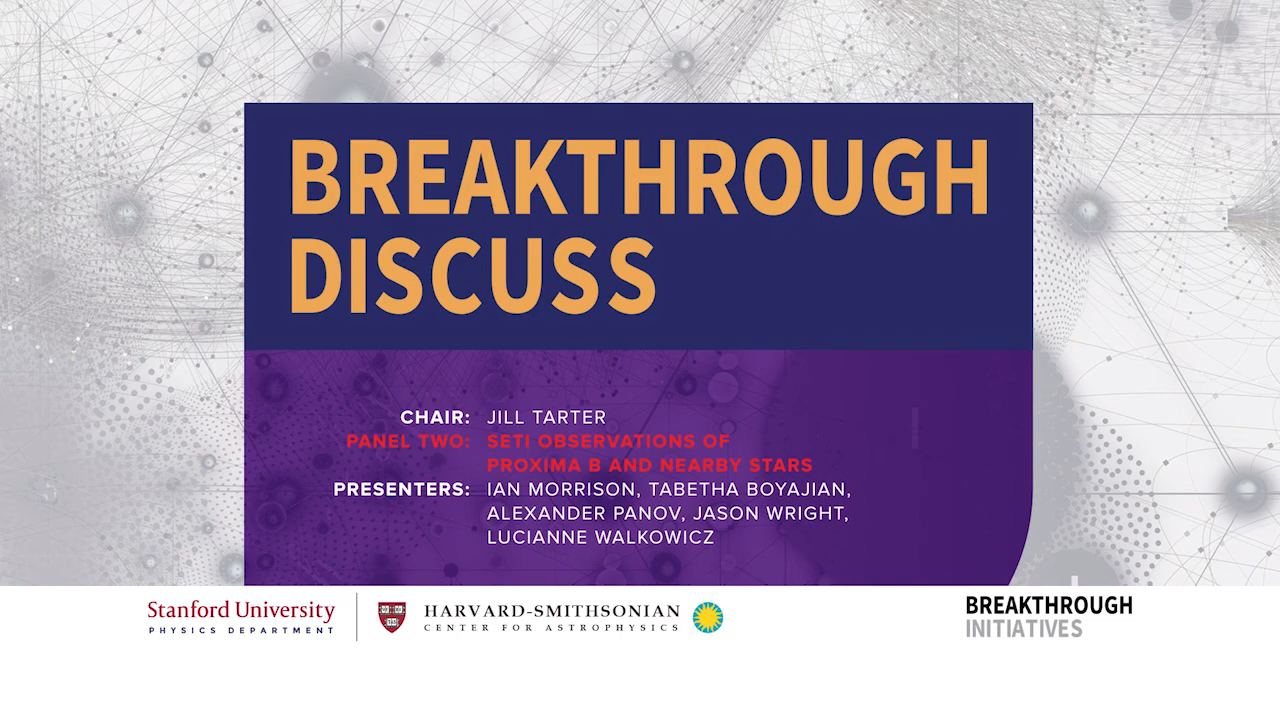 BREAKTHROUGH
DISCUSS
CHAIR: JILL TARTER
PANEL TWO: SETI OBSERVATIONS OF
PROXIMA B AND NEARBY STARS
PRESENTERS: IAN MORRISON, TABETHA BOYAJIAN,
ALEXANDER PANOV, JASON WRIGHT,
LUCIANNE WALKOWICZ
Stanford University
PHYSICS DEPARTMENT
HARVARD-SMITHSONIAN
CENTER FOR ASTROPHYSICS
BREAKTHROUGH
INITIATIVES